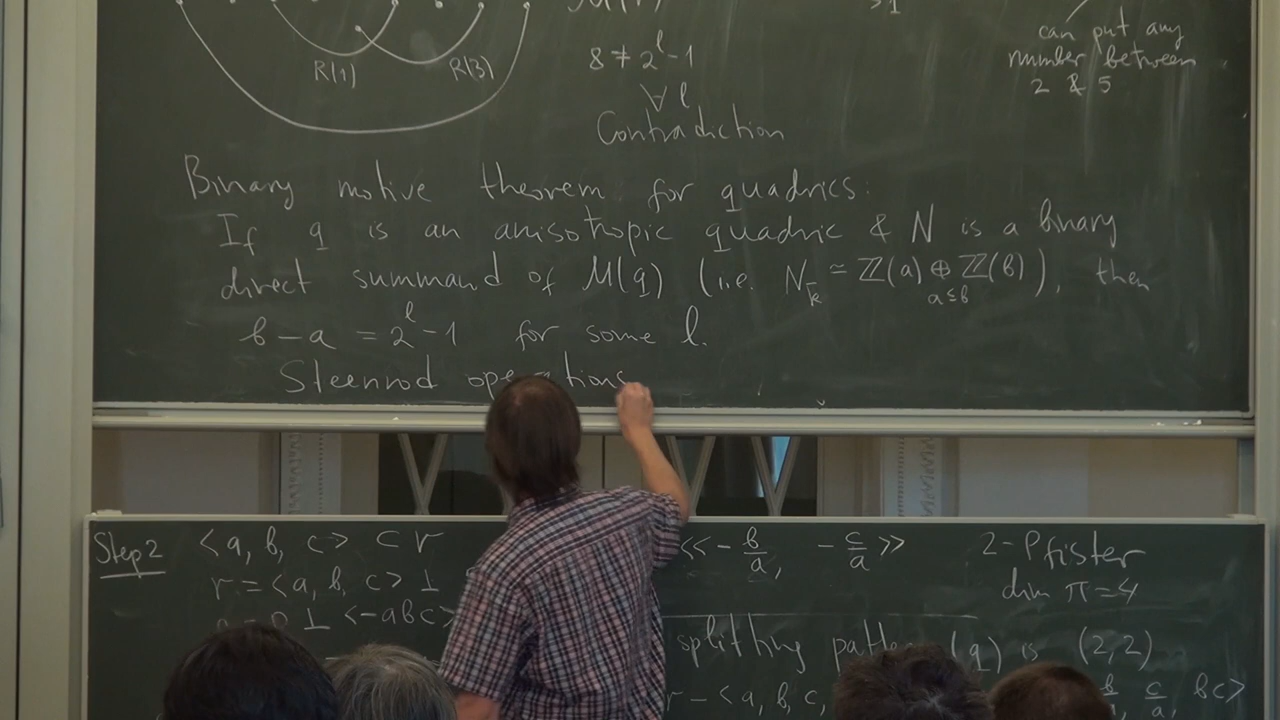 R(1)
R(3)
8 ≠ 2^l - 1
∀ l
Contradiction
>1
can put any
number between
2 & 5
Binary motive theorem for quadrics:
If q is an anisotropic quadric & N is a binary
direct summand of M(q) (i.e. N_k̄ ≃ ℤ(a) ⊕ ℤ(b)), then
a≤b
b - a = 2^l - 1 for some l.
Steenrod operations
Step 2 <a, b, c> ⊂ r
r = <a, b, c> ⊥
⊥ <-abc>
<<- b/a, - c/a >> 2-Pfister
dim π = 4
splitting pattern (q) is (2,2)
r - <a, b, c,
b/a, c/a, bc>